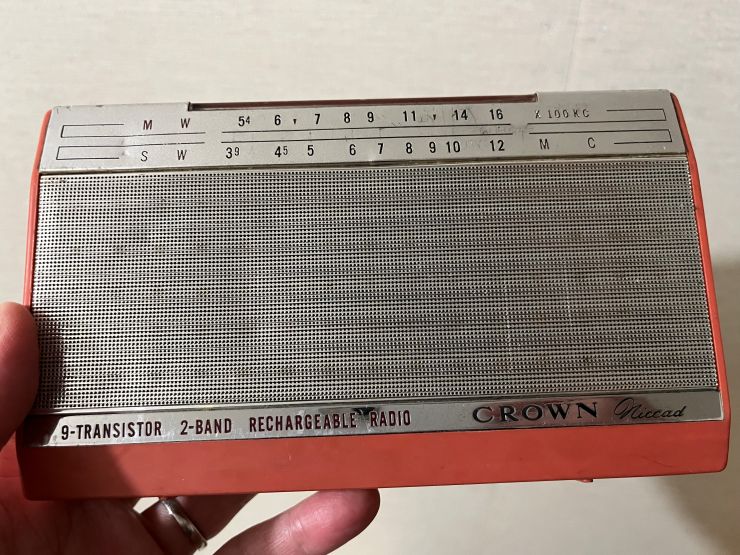 M W 5⁴ 6 ▾ 7 8 9 11 ▾ 14 16 X 100 KC
S W 3⁹ 4⁵ 5 6 7 8 9 10 12 M C
9-TRANSISTOR 2-BAND RECHARGEABLE RADIO CROWN Niccad